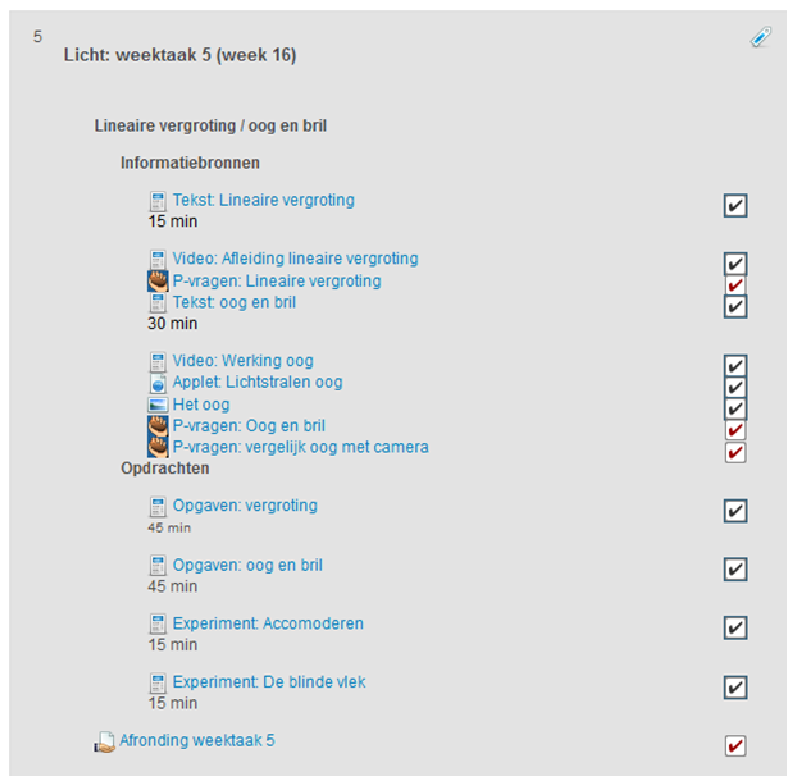 5
Licht: weektaak 5 (week 16)
Lineaire vergroting / oog en bril
Informatiebronnen
Tekst: Lineaire vergroting
15 min
Video: Afleiding lineaire vergroting
P-vragen: Lineaire vergroting
Tekst: oog en bril
30 min
Video: Werking oog
Applet: Lichtstralen oog
Het oog
P-vragen: Oog en bril
P-vragen: vergelijk oog met camera
Opdrachten
Opgaven: vergroting
45 min
Opgaven: oog en bril
45 min
Experiment: Accomoderen
15 min
Experiment: De blinde vlek
15 min
Afronding weektaak 5